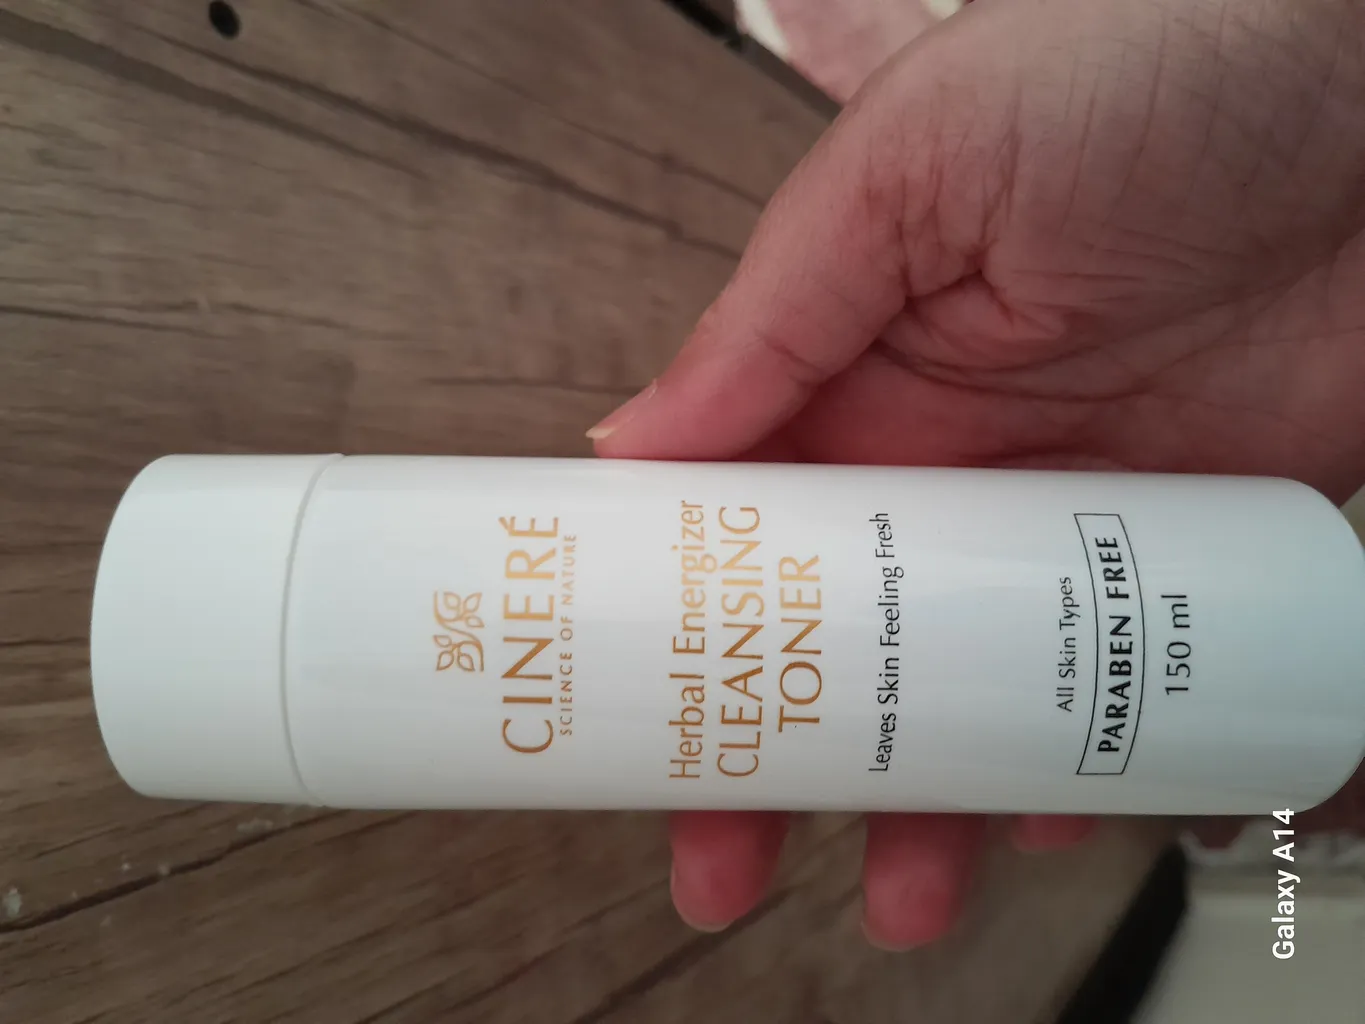 CINERÉ
SCIENCE OF NATURE
Herbal Energizer
CLEANSING
TONER
Leaves Skin Feeling Fresh
All Skin Types
PARABEN FREE
150 ml
Galaxy A14